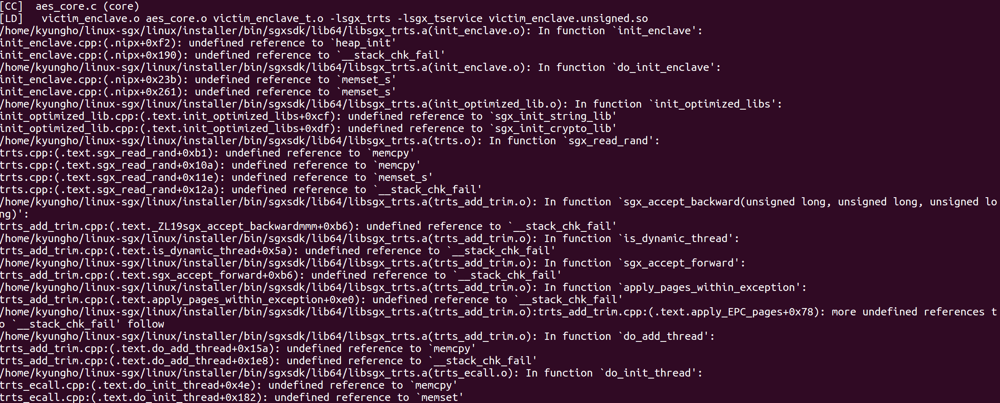 [CC]  aes_core.c (core)
[LD]   victim_enclave.o aes_core.o victim_enclave_t.o -lsgx_trts -lsgx_tservice victim_enclave.unsigned.so
/home/kyungho/linux-sgx/linux/installer/bin/sgxsdk/lib64/libsgx_trts.a(init_enclave.o): In function `init_enclave':
init_enclave.cpp:(.nipx+0xf2): undefined reference to `heap_init'
init_enclave.cpp:(.nipx+0x190): undefined reference to `__stack_chk_fail'
/home/kyungho/linux-sgx/linux/installer/bin/sgxsdk/lib64/libsgx_trts.a(init_enclave.o): In function `do_init_enclave':
init_enclave.cpp:(.nipx+0x23b): undefined reference to `memset_s'
init_enclave.cpp:(.nipx+0x261): undefined reference to `memset_s'
/home/kyungho/linux-sgx/linux/installer/bin/sgxsdk/lib64/libsgx_trts.a(init_optimized_lib.o): In function `init_optimized_libs':
init_optimized_lib.cpp:(.text.init_optimized_libs+0xcf): undefined reference to `sgx_init_string_lib'
init_optimized_lib.cpp:(.text.init_optimized_libs+0xdf): undefined reference to `sgx_init_crypto_lib'
/home/kyungho/linux-sgx/linux/installer/bin/sgxsdk/lib64/libsgx_trts.a(trts.o): In function `sgx_read_rand':
trts.cpp:(.text.sgx_read_rand+0xb1): undefined reference to `memcpy'
trts.cpp:(.text.sgx_read_rand+0x10a): undefined reference to `memcpy'
trts.cpp:(.text.sgx_read_rand+0x11e): undefined reference to `memset_s'
trts.cpp:(.text.sgx_read_rand+0x12a): undefined reference to `__stack_chk_fail'
/home/kyungho/linux-sgx/linux/installer/bin/sgxsdk/lib64/libsgx_trts.a(trts_add_trim.o): In function `sgx_accept_backward(unsigned long, unsigned long, unsigned lo
ng)':
trts_add_trim.cpp:(.text._ZL19sgx_accept_backwardmmm+0xb6): undefined reference to `__stack_chk_fail'
/home/kyungho/linux-sgx/linux/installer/bin/sgxsdk/lib64/libsgx_trts.a(trts_add_trim.o): In function `is_dynamic_thread':
trts_add_trim.cpp:(.text.is_dynamic_thread+0x5a): undefined reference to `__stack_chk_fail'
/home/kyungho/linux-sgx/linux/installer/bin/sgxsdk/lib64/libsgx_trts.a(trts_add_trim.o): In function `sgx_accept_forward':
trts_add_trim.cpp:(.text.sgx_accept_forward+0xb6): undefined reference to `__stack_chk_fail'
/home/kyungho/linux-sgx/linux/installer/bin/sgxsdk/lib64/libsgx_trts.a(trts_add_trim.o): In function `apply_pages_within_exception':
trts_add_trim.cpp:(.text.apply_pages_within_exception+0xe0): undefined reference to `__stack_chk_fail'
/home/kyungho/linux-sgx/linux/installer/bin/sgxsdk/lib64/libsgx_trts.a(trts_add_trim.o):trts_add_trim.cpp:(.text.apply_EPC_pages+0x78): more undefined references t
o `__stack_chk_fail' follow
/home/kyungho/linux-sgx/linux/installer/bin/sgxsdk/lib64/libsgx_trts.a(trts_add_trim.o): In function `do_add_thread':
trts_add_trim.cpp:(.text.do_add_thread+0x15a): undefined reference to `memcpy'
trts_add_trim.cpp:(.text.do_add_thread+0x1e8): undefined reference to `__stack_chk_fail'
/home/kyungho/linux-sgx/linux/installer/bin/sgxsdk/lib64/libsgx_trts.a(trts_ecall.o): In function `do_init_thread':
trts_ecall.cpp:(.text.do_init_thread+0x4e): undefined reference to `memcpy'
trts_ecall.cpp:(.text.do_init_thread+0x182): undefined reference to `memset'